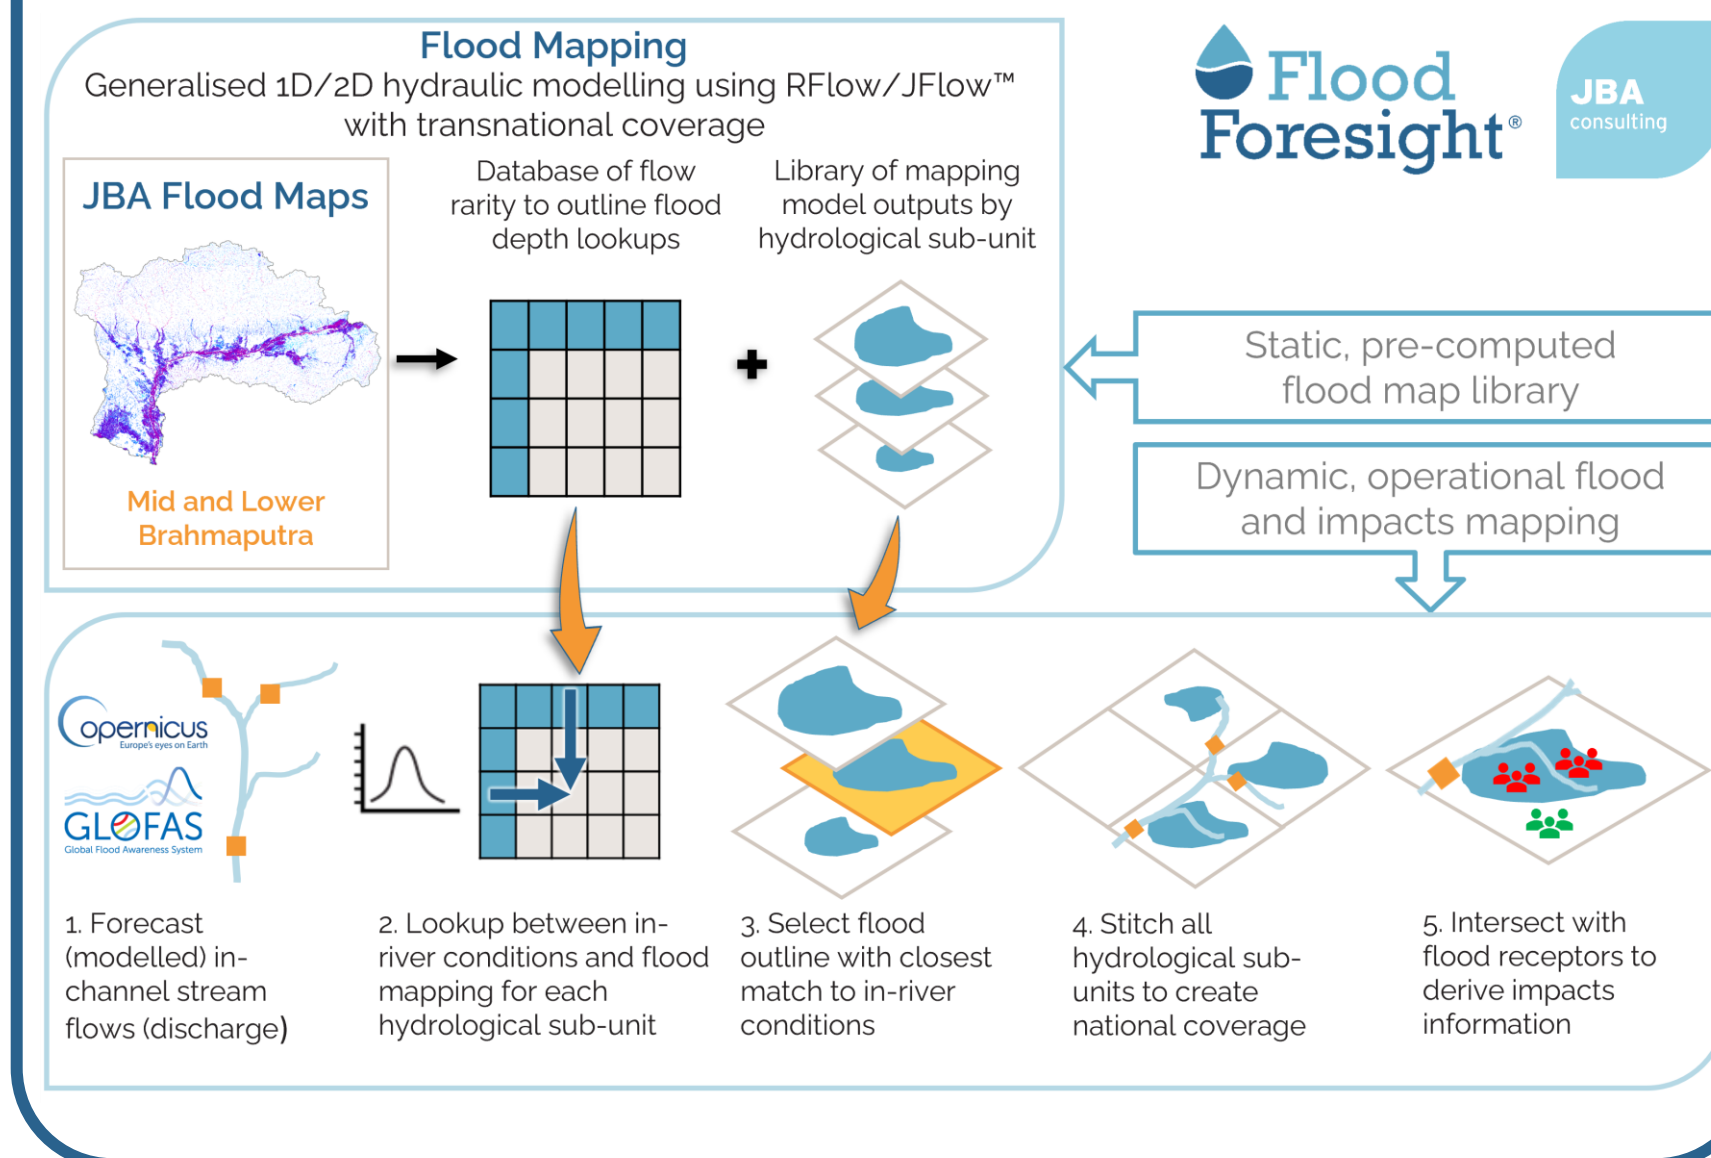 Flood Mapping
Generalised 1D/2D hydraulic modelling using RFlow/JFlow™
with transnational coverage
JBA Flood Maps
Mid and Lower
Brahmaputra
Database of flow
rarity to outline flood
depth lookups
Library of mapping
model outputs by
hydrological sub-unit
Flood
Foresight®
JBA
consulting
Static, pre-computed
flood map library
Dynamic, operational flood
and impacts mapping
Copernicus
Europe's eyes on Earth
GLOFAS
Global Flood Awareness System
1. Forecast
(modelled) in-
channel stream
flows (discharge)
2. Lookup between in-
river conditions and flood
mapping for each
hydrological sub-unit
3. Select flood
outline with closest
match to in-river
conditions
4. Stitch all
hydrological sub-
units to create
national coverage
5. Intersect with
flood receptors to
derive impacts
information